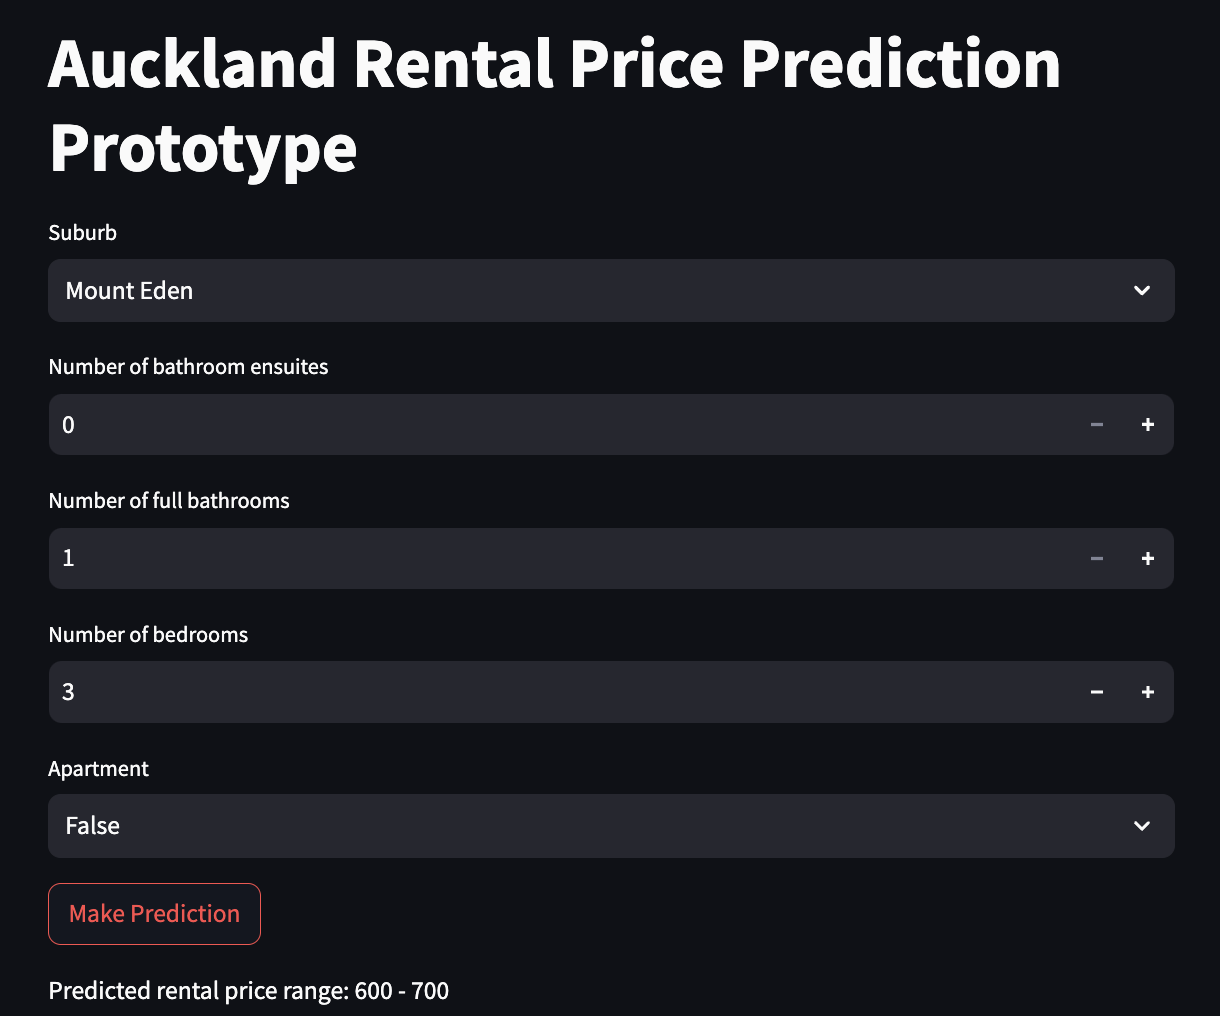 Auckland Rental Price Prediction
Prototype
Suburb
Mount Eden
Number of bathroom ensuites
0
Number of full bathrooms
1
Number of bedrooms
3
Apartment
False
Make Prediction
Predicted rental price range: 600 - 700